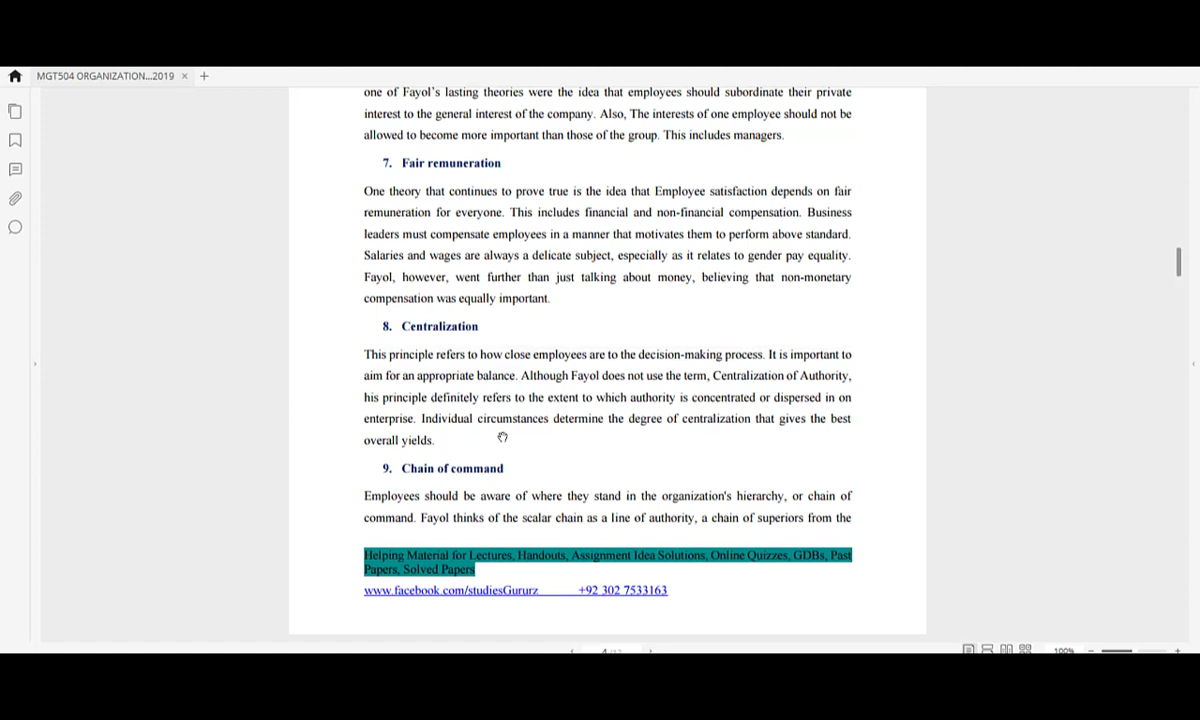 MGT504 ORGANIZATION...2019
one of Fayol's lasting theories were the idea that employees should subordinate their private
interest to the general interest of the company. Also, The interests of one employee should not be
allowed to become more important than those of the group. This includes managers.
7. Fair remuneration
One theory that continues to prove true is the idea that Employee satisfaction depends on fair
remuneration for everyone. This includes financial and non-financial compensation. Business
leaders must compensate employees in a manner that motivates them to perform above standard.
Salaries and wages are always a delicate subject, especially as it relates to gender pay equality.
Fayol, however, went further than just talking about money, believing that non-monetary
compensation was equally important.
8. Centralization
This principle refers to how close employees are to the decision-making process. It is important to
aim for an appropriate balance. Although Fayol does not use the term, Centralization of Authority,
his principle definitely refers to the extent to which authority is concentrated or dispersed in on
enterprise. Individual circumstances determine the degree of centralization that gives the best
overall yields.
9. Chain of command
Employees should be aware of where they stand in the organization's hierarchy, or chain of
command. Fayol thinks of the scalar chain as a line of authority, a chain of superiors from the
Helping Material for Lectures, Handouts, Assignment Idea Solutions, Online Quizzes, GDBs, Past
Papers, Solved Papers
www.facebook.com/studiesGururz +92 302 7533163
100%